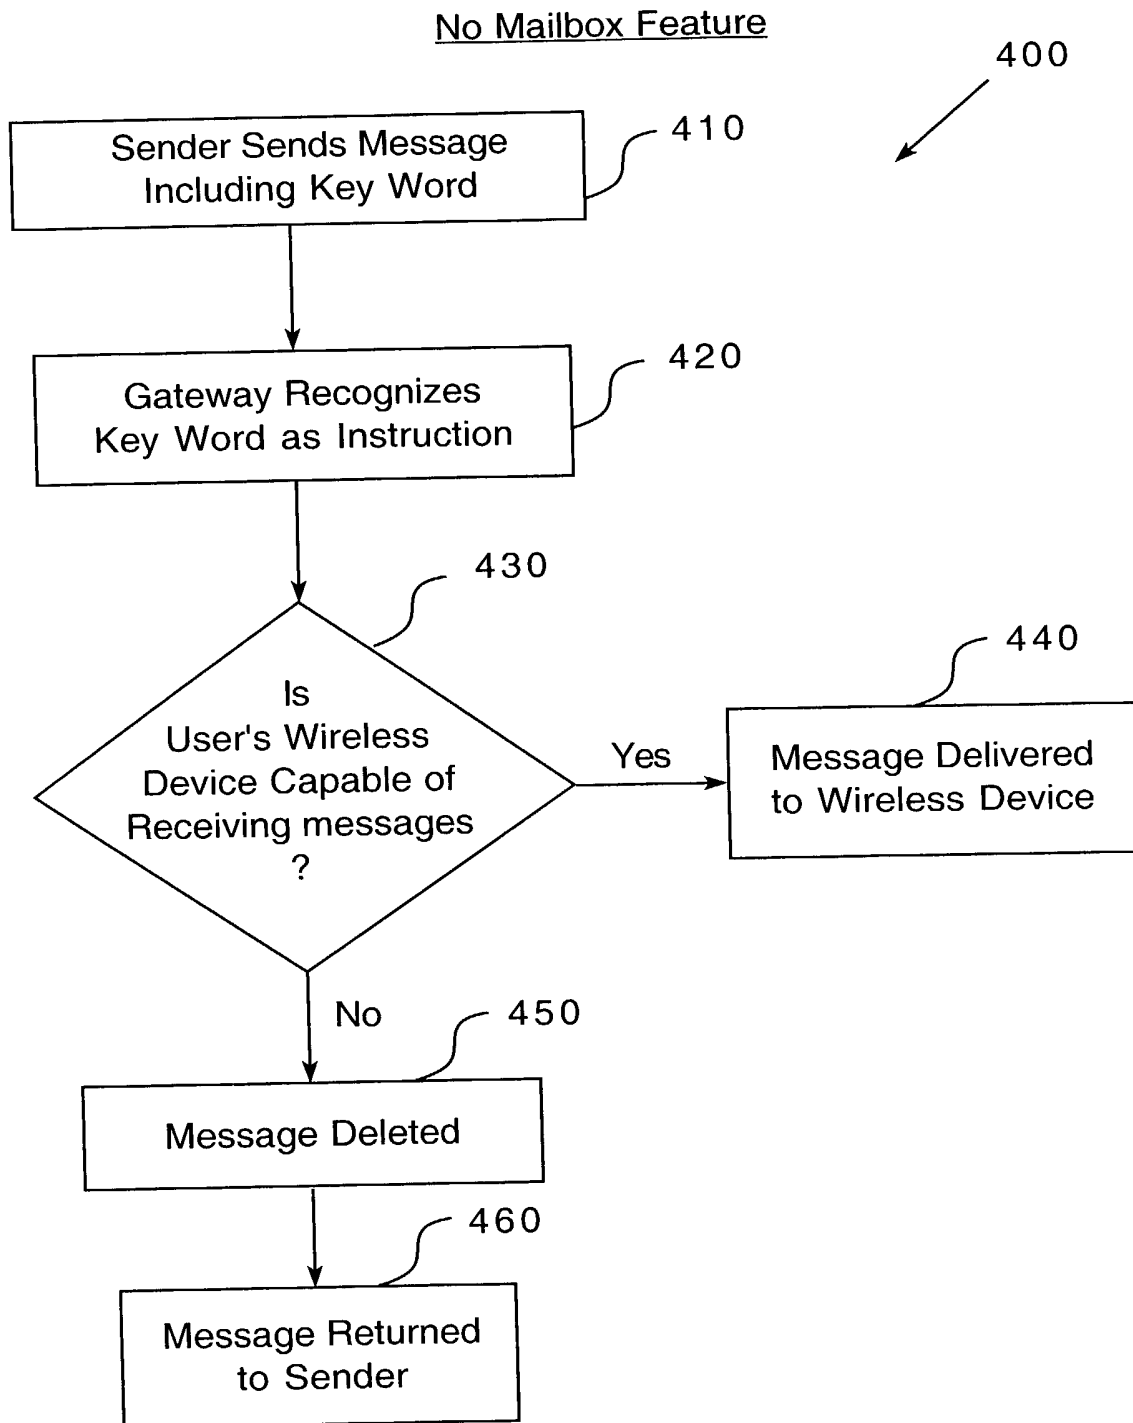 No Mailbox Feature
400
Sender Sends Message
Including Key Word
410
Gateway Recognizes
Key Word as Instruction
420
430
Is
User's Wireless
Device Capable of
Receiving messages
?
Yes
440
Message Delivered
to Wireless Device
No
450
Message Deleted
460
Message Returned
to Sender